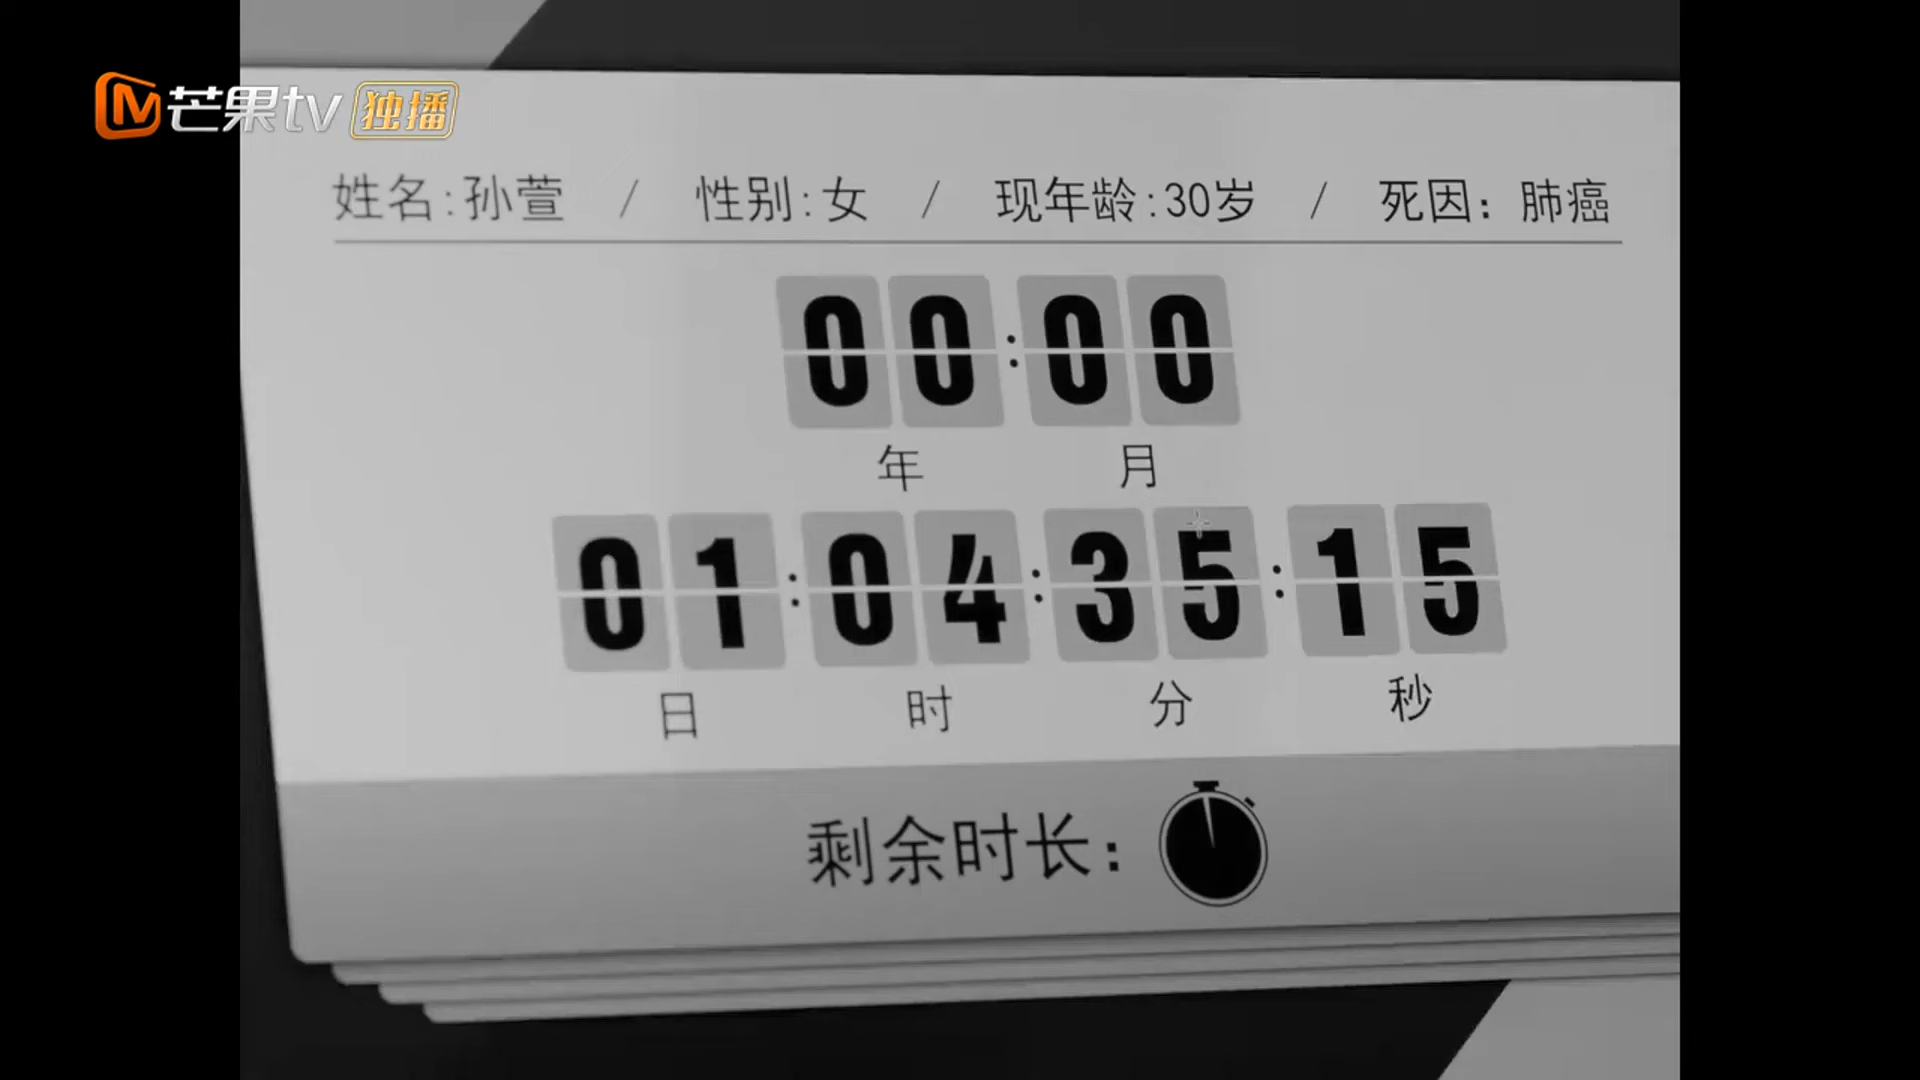 芒果tv 独播
姓名:孙萱 / 性别:女 / 现年龄:30岁 / 死因：肺癌
00:00
年 月
01:04:35:15
日 时 分 秒
剩余时长：